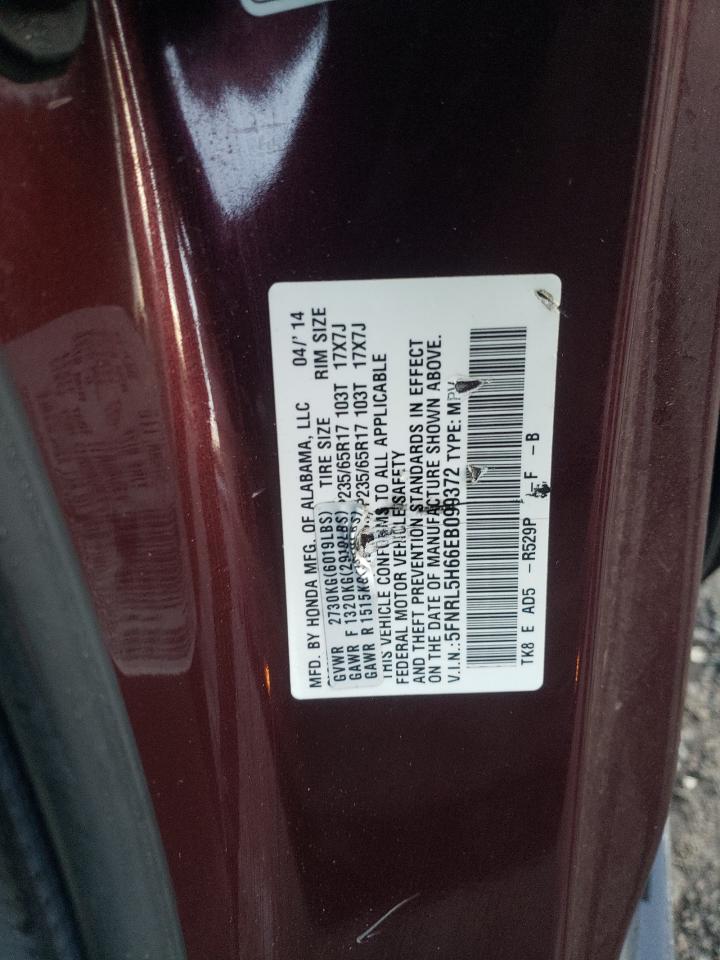 MFD. BY HONDA MFG. OF ALABAMA, LLC 04/'14
TIRE SIZE RIM SIZE
GVWR 2730KG(6019LBS)
GAWR F 1320KG( LBS) P235/65R17 103T 17X7J
GAWR R 1515KG P235/65R17 103T 17X7J
THIS VEHICLE CONFORMS TO ALL APPLICABLE
FEDERAL MOTOR VEHICLE SAFETY
AND THEFT PREVENTION STANDARDS IN EFFECT
ON THE DATE OF MANUFACTURE SHOWN ABOVE.
V.I.N.:5FNRL5H66EB099372 TYPE: MPV
TK8 E AD5 -R529P -F -B